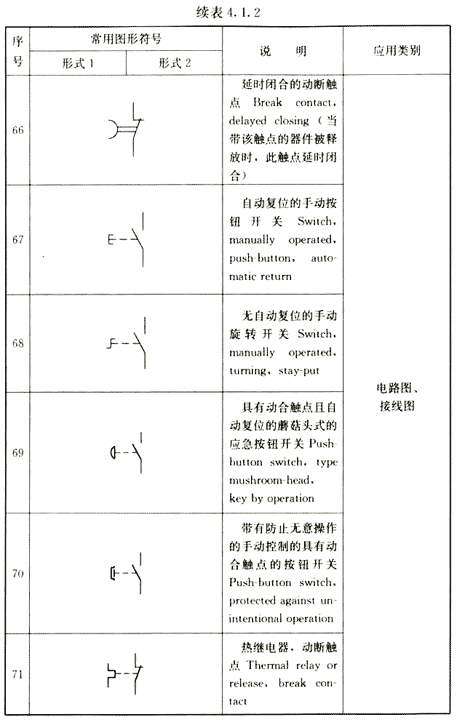 续表 4.1.2
序号
常用图形符号
形式 1
形式 2
说 明
应用类别
66
延时闭合的动断触
点 Break contact,
delayed closing（当
带该触点的器件被释
放时，此触点延时闭
合）
67
自动复位的手动按
钮开关 Switch,
manually operated,
push-button, auto-
matic return
68
无自动复位的手动
旋转开关 Switch,
manually operated,
turning, stay-put
69
具有动合触点且自
动复位的蘑菇头式的
应急按钮开关 Push-
button switch, type
mushroom-head,
key by operation
70
带有防止无意操作
的手动控制的具有动
合触点的按钮开关
Push-button switch,
protected against un-
intentional operation
71
热继电器，动断触
点 Thermal relay or
release, break con-
tact
电路图、
接线图